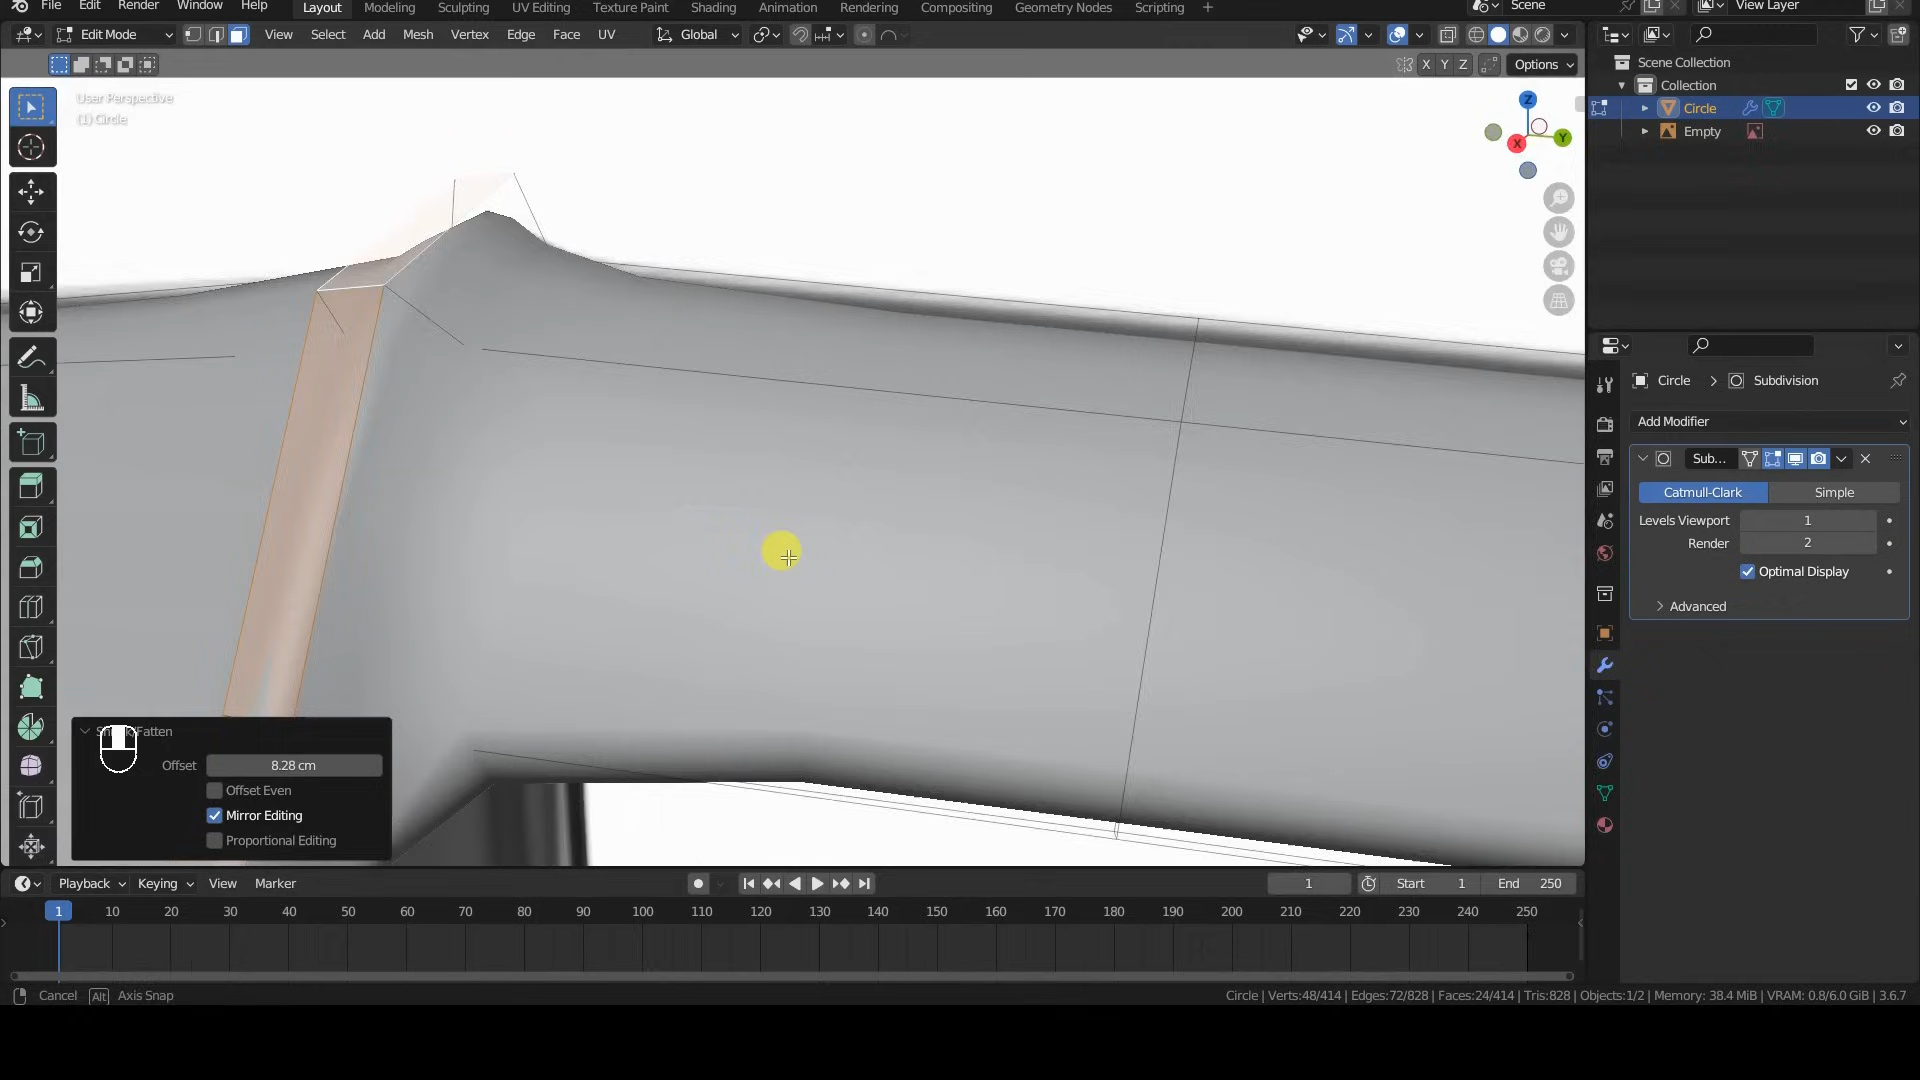 File Edit Render Window Help Layout Modeling Sculpting UV Editing Texture Paint Shading Animation Rendering Compositing Geometry Nodes Scripting + Scene View Layer
Edit Mode View Select Add Mesh Vertex Edge Face UV Global
X Y Z Options
User Perspective
(1) Circle
Z
Y
X
Scene Collection
Collection
Circle
Empty
Circle > Subdivision
Add Modifier
Sub...
Catmull-Clark Simple
Levels Viewport 1
Render 2
Optimal Display
Advanced
Offset 8.28 cm
Offset Even
Mirror Editing
Proportional Editing
Playback Keying View Marker 1 Start 1 End 250
1 10 20 30 40 50 60 70 80 90 100 110 120 130 140 150 160 170 180 190 200 210 220 230 240 250
Cancel Alt Axis Snap Circle | Verts:48/414 | Edges:72/828 | Faces:24/414 | Tris:828 | Objects:1/2 | Memory: 38.4 MiB | VRAM: 0.8/6.0 GiB | 3.6.7